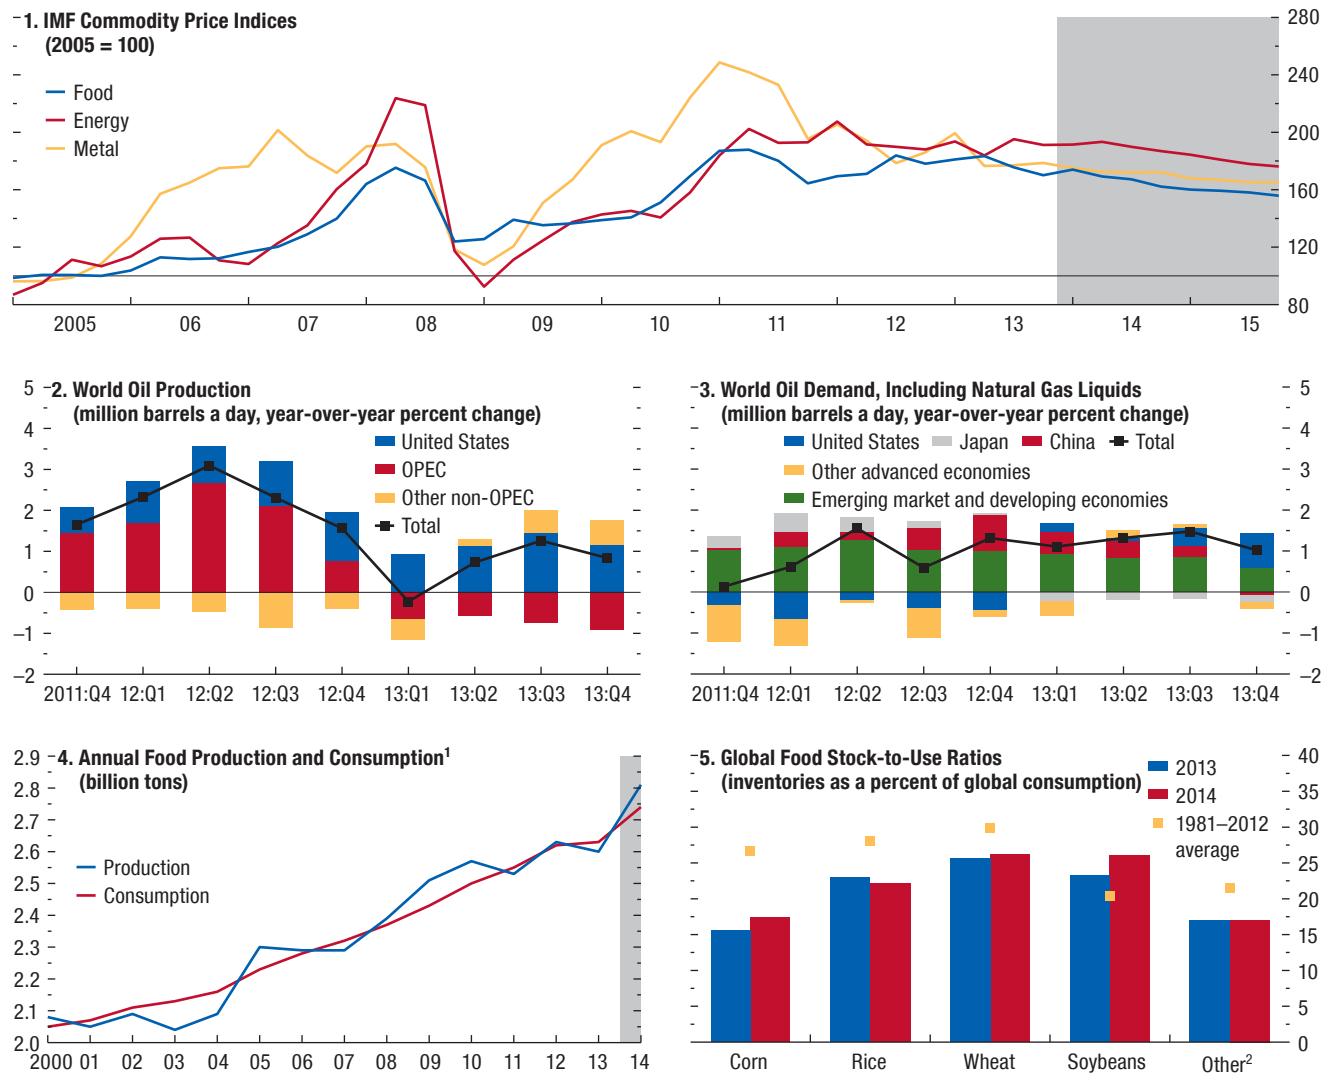 1. IMF Commodity Price Indices
(2005 = 100)
Food
Energy
Metal
280
240
200
160
120
80
2005 06 07 08 09 10 11 12 13 14 15
2. World Oil Production
(million barrels a day, year-over-year percent change)
United States
OPEC
Other non-OPEC
Total
5
4
3
2
1
0
–1
–2
2011:Q4 12:Q1 12:Q2 12:Q3 12:Q4 13:Q1 13:Q2 13:Q3 13:Q4
3. World Oil Demand, Including Natural Gas Liquids
(million barrels a day, year-over-year percent change)
United States Japan China Total
Other advanced economies
Emerging market and developing economies
5
4
3
2
1
0
–1
–2
2011:Q4 12:Q1 12:Q2 12:Q3 12:Q4 13:Q1 13:Q2 13:Q3 13:Q4
4. Annual Food Production and Consumption¹
(billion tons)
Production
Consumption
2.9
2.8
2.7
2.6
2.5
2.4
2.3
2.2
2.1
2.0
2000 01 02 03 04 05 06 07 08 09 10 11 12 13 14
5. Global Food Stock-to-Use Ratios
(inventories as a percent of global consumption)
2013
2014
1981–2012
average
40
35
30
25
20
15
10
5
0
Corn Rice Wheat Soybeans Other²